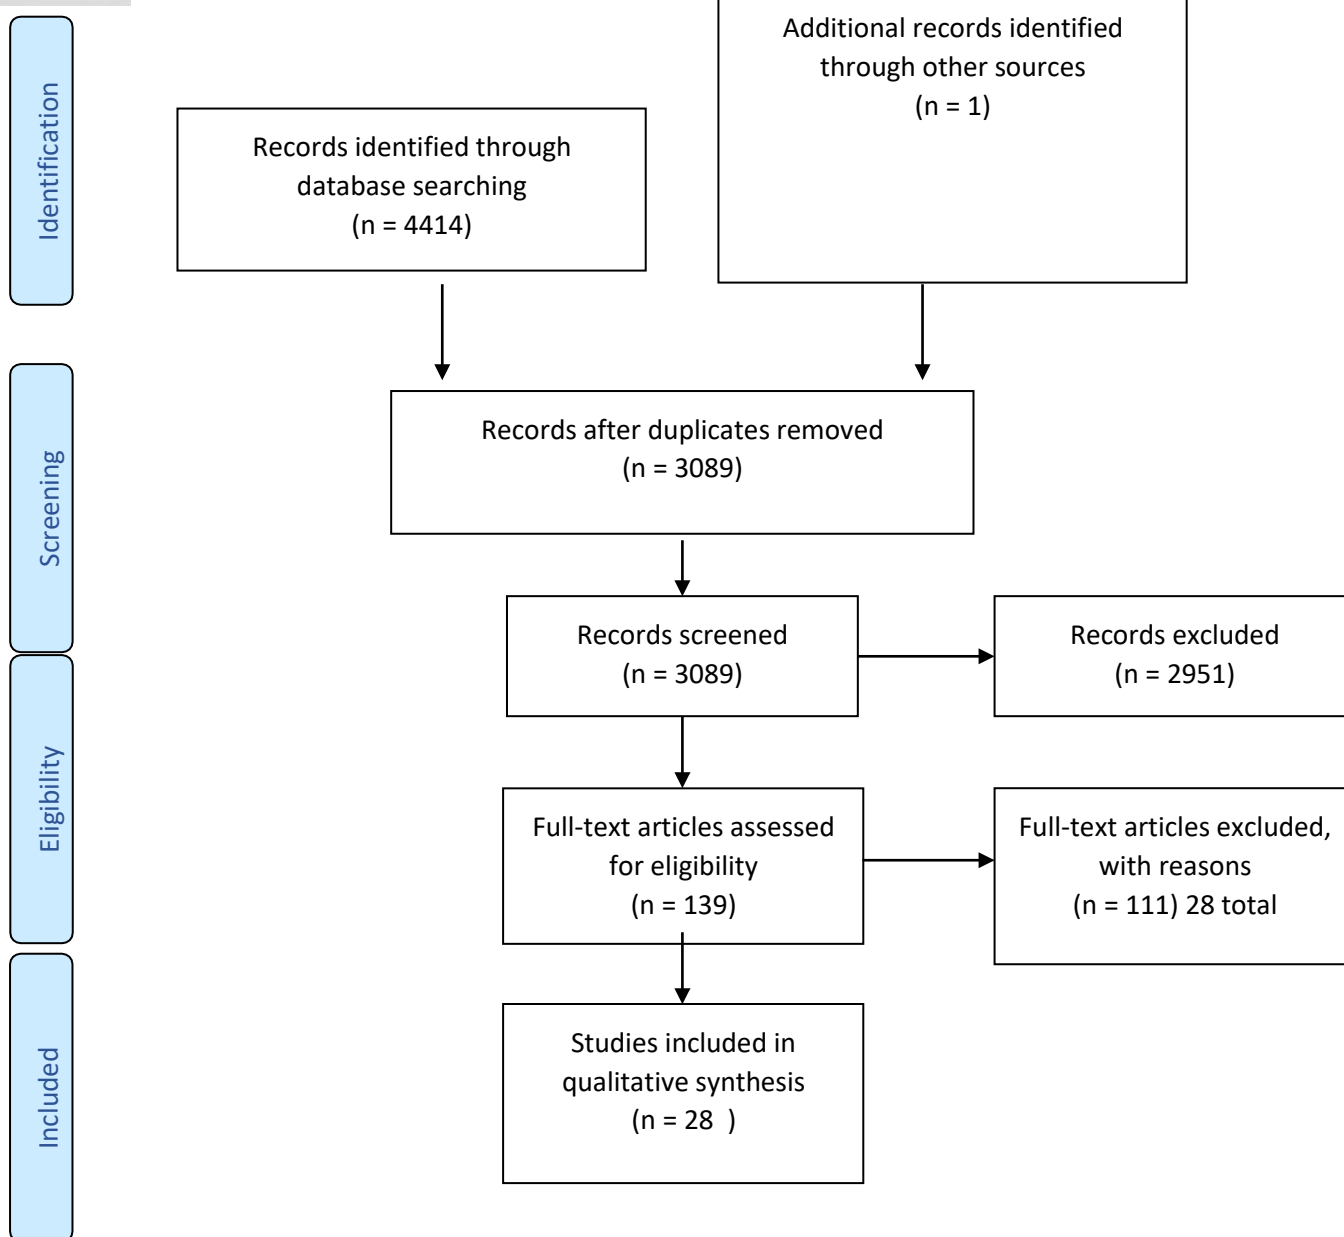 Identification
Additional records identified
through other sources
(n = 1)
Records identified through
database searching
(n = 4414)
Screening
Records after duplicates removed
(n = 3089)
Records screened
(n = 3089)
Records excluded
(n = 2951)
Eligibility
Full-text articles assessed
for eligibility
(n = 139)
Full-text articles excluded,
with reasons
(n = 111) 28 total
Included
Studies included in
qualitative synthesis
(n = 28  )